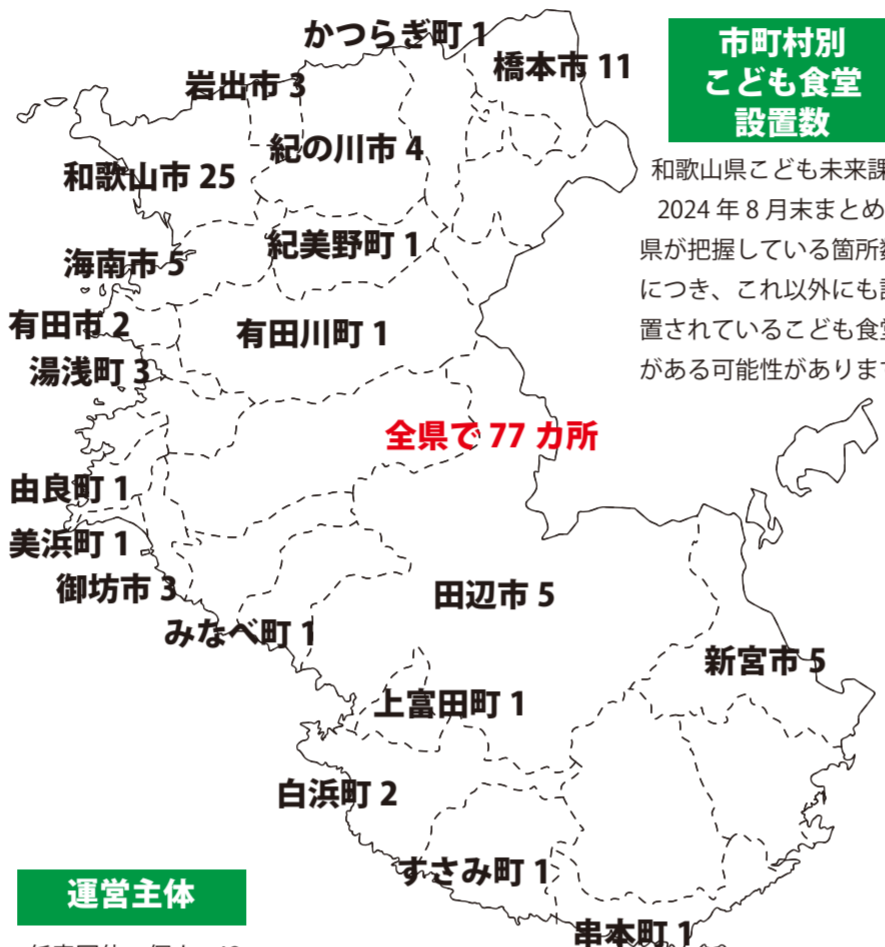 かつらぎ町 1
橋本市 11
岩出市 3
紀の川市 4
和歌山市 25
紀美野町 1
海南市 5
有田市 2
有田川町 1
湯浅町 3
全県で 77 カ所
由良町 1
美浜町 1
御坊市 3
田辺市 5
みなべ町 1
新宮市 5
上富田町 1
白浜町 2
すさみ町 1
串本町 1
市町村別
こども食堂
設置数
和歌山県こども未来課
2024 年 8 月末まとめ
県が把握している箇所数
につき、これ以外にも設
置されているこども食堂
がある可能性があります
運営主体